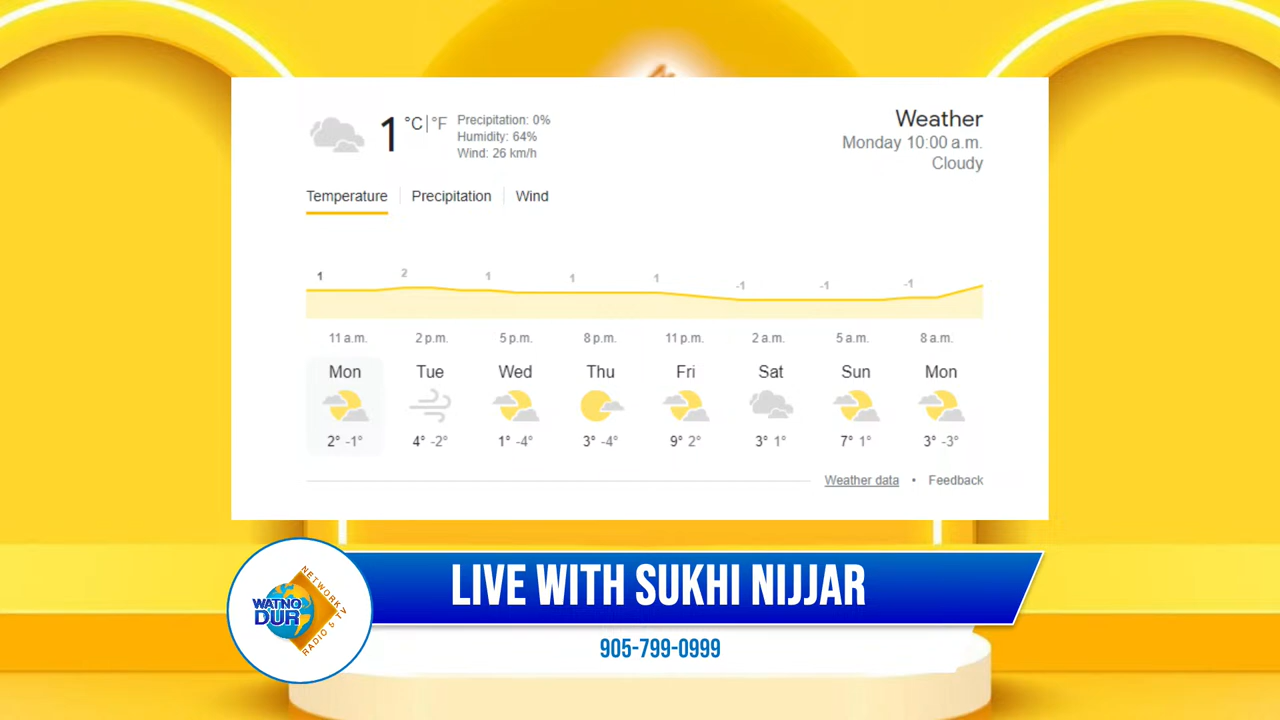 1 °C|°F
Precipitation: 0%
Humidity: 64%
Wind: 26 km/h
Weather
Monday 10:00 a.m.
Cloudy
Temperature Precipitation Wind
1 2 1 1 1 -1 -1 -1
11 a.m. 2 p.m. 5 p.m. 8 p.m. 11 p.m. 2 a.m. 5 a.m. 8 a.m.
Mon Tue Wed Thu Fri Sat Sun Mon
2° -1° 4° -2° 1° -4° 3° -4° 9° 2° 3° 1° 7° 1° 3° -3°
Weather data • Feedback
WATNO
DUR
NETWORK
RADIO & TV
LIVE WITH SUKHI NIJJAR
905-799-0999